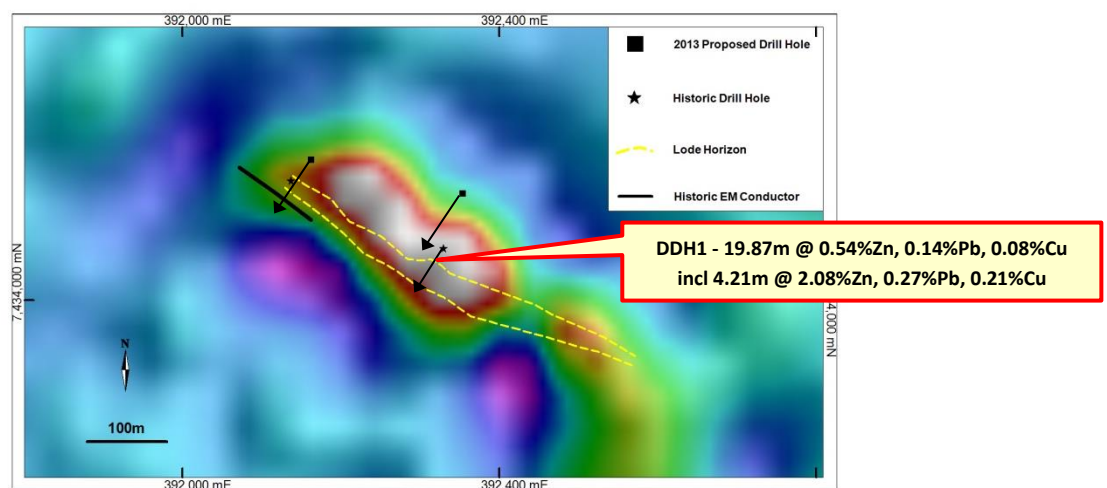 392,000 mE
392,400 mE
2013 Proposed Drill Hole
Historic Drill Hole
Lode Horizon
Historic EM Conductor
DDH1 - 19.87m @ 0.54%Zn, 0.14%Pb, 0.08%Cu
incl 4.21m @ 2.08%Zn, 0.27%Pb, 0.21%Cu
7,434,000 mN
4,000 mN
N
100m
392,000 mE
392,400 mE